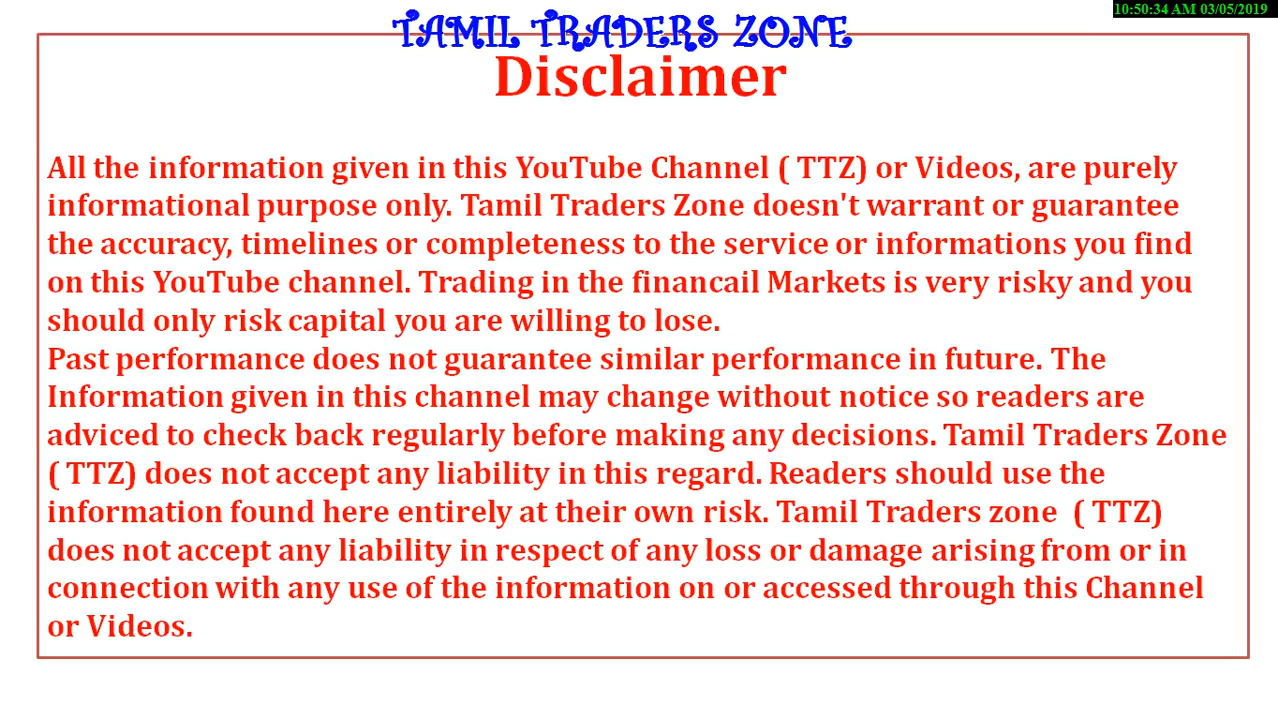 10:50:34 AM 03/05/2019
TAMIL TRADERS ZONE
Disclaimer
All the information given in this YouTube Channel ( TTZ) or Videos, are purely
informational purpose only. Tamil Traders Zone doesn't warrant or guarantee
the accuracy, timelines or completeness to the service or informations you find
on this YouTube channel. Trading in the financail Markets is very risky and you
should only risk capital you are willing to lose.
Past performance does not guarantee similar performance in future. The
Information given in this channel may change without notice so readers are
adviced to check back regularly before making any decisions. Tamil Traders Zone
( TTZ) does not accept any liability in this regard. Readers should use the
information found here entirely at their own risk. Tamil Traders zone  ( TTZ)
does not accept any liability in respect of any loss or damage arising from or in
connection with any use of the information on or accessed through this Channel
or Videos.